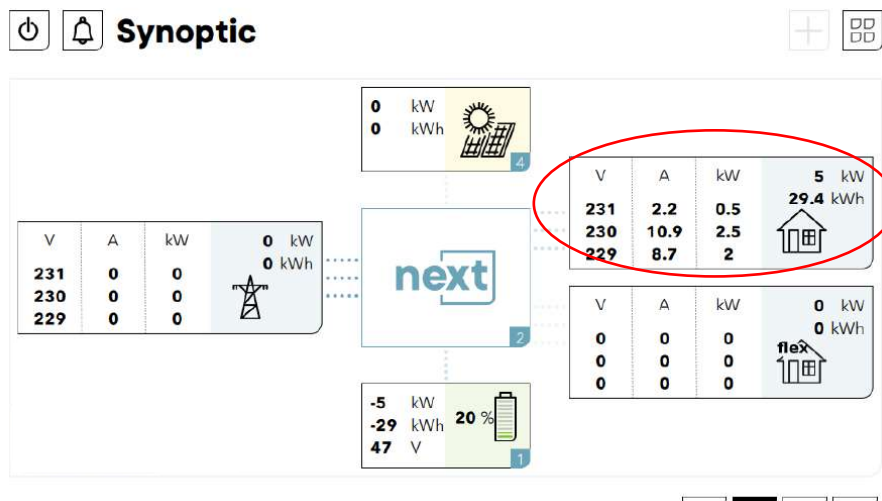 Synoptic
0 kW
0 kWh
4
V A kW 5 kW
29.4 kWh
231 2.2 0.5
230 10.9 2.5
229 8.7 2
V A kW 0 kW
0 kWh
231 0 0
230 0 0
229 0 0
next
2
V A kW 0 kW
0 kWh
0 0 0
flex
0 0 0
0 0 0
-5 kW
-29 kWh
20 %
47 V
1